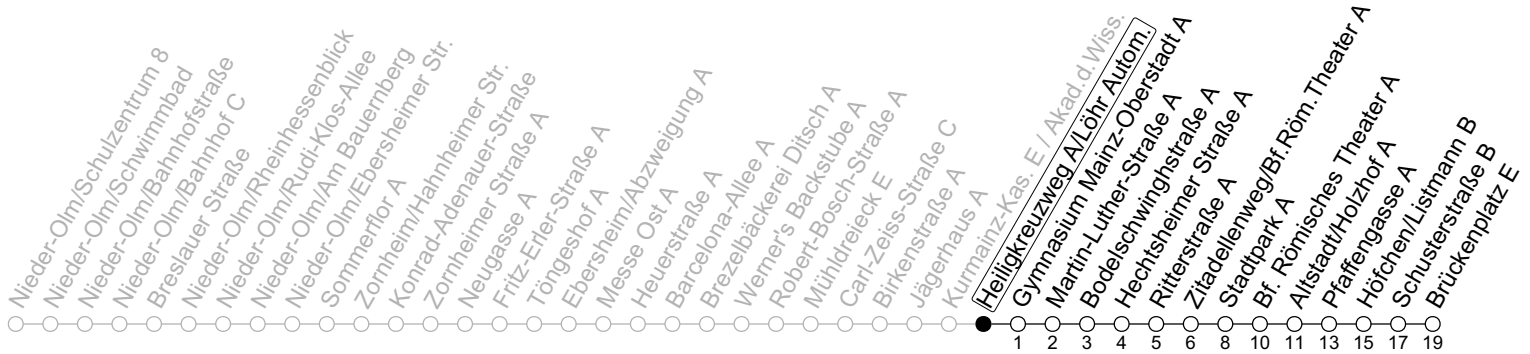 Nieder-Olm/Schulzentrum 8
Nieder-Olm/Schwimmbad
Nieder-Olm/Bahnhofstraße
Nieder-Olm/Bahnhof C
Breslauer Straße
Nieder-Olm/Rheinhessenblick
Nieder-Olm/Rudi-Klos-Allee
Nieder-Olm/Am Bauernberg
Nieder-Olm/Ebersheimer Str.
Sommerflor A
Zornheim/Hahnheimer Str.
Konrad-Adenauer-Straße
Zornheimer Straße A
Neugasse A
Fritz-Erler-Straße A
Töngeshof A
Ebersheim/Abzweigung A
Messe Ost A
Heuerstraße A
Barcelona-Allee A
Brezelbäckerei Ditsch A
Werner's Backstube A
Robert-Bosch-Straße A
Mühldreieck E
Carl-Zeiss-Straße C
Birkenstraße A
Jägerhaus A
Kurmainz-Kas. E / Akad.d.Wiss.
Heiligkreuzweg A/Löhr Autom.
Gymnasium Mainz-Oberstadt A
Martin-Luther-Straße A
Bodelschwinghstraße A
Hechtsheimer Straße A
Ritterstraße A
Zitadellenweg/Bf.Röm.Theater A
Stadtpark A
Bf. Römisches Theater A
Altstadt/Holzhof A
Pfaffengasse A
Höfchen/Listmann B
Schusterstraße B
Brückenplatz E
1 2 3 4 5 6 8 10 11 13 15 17 19